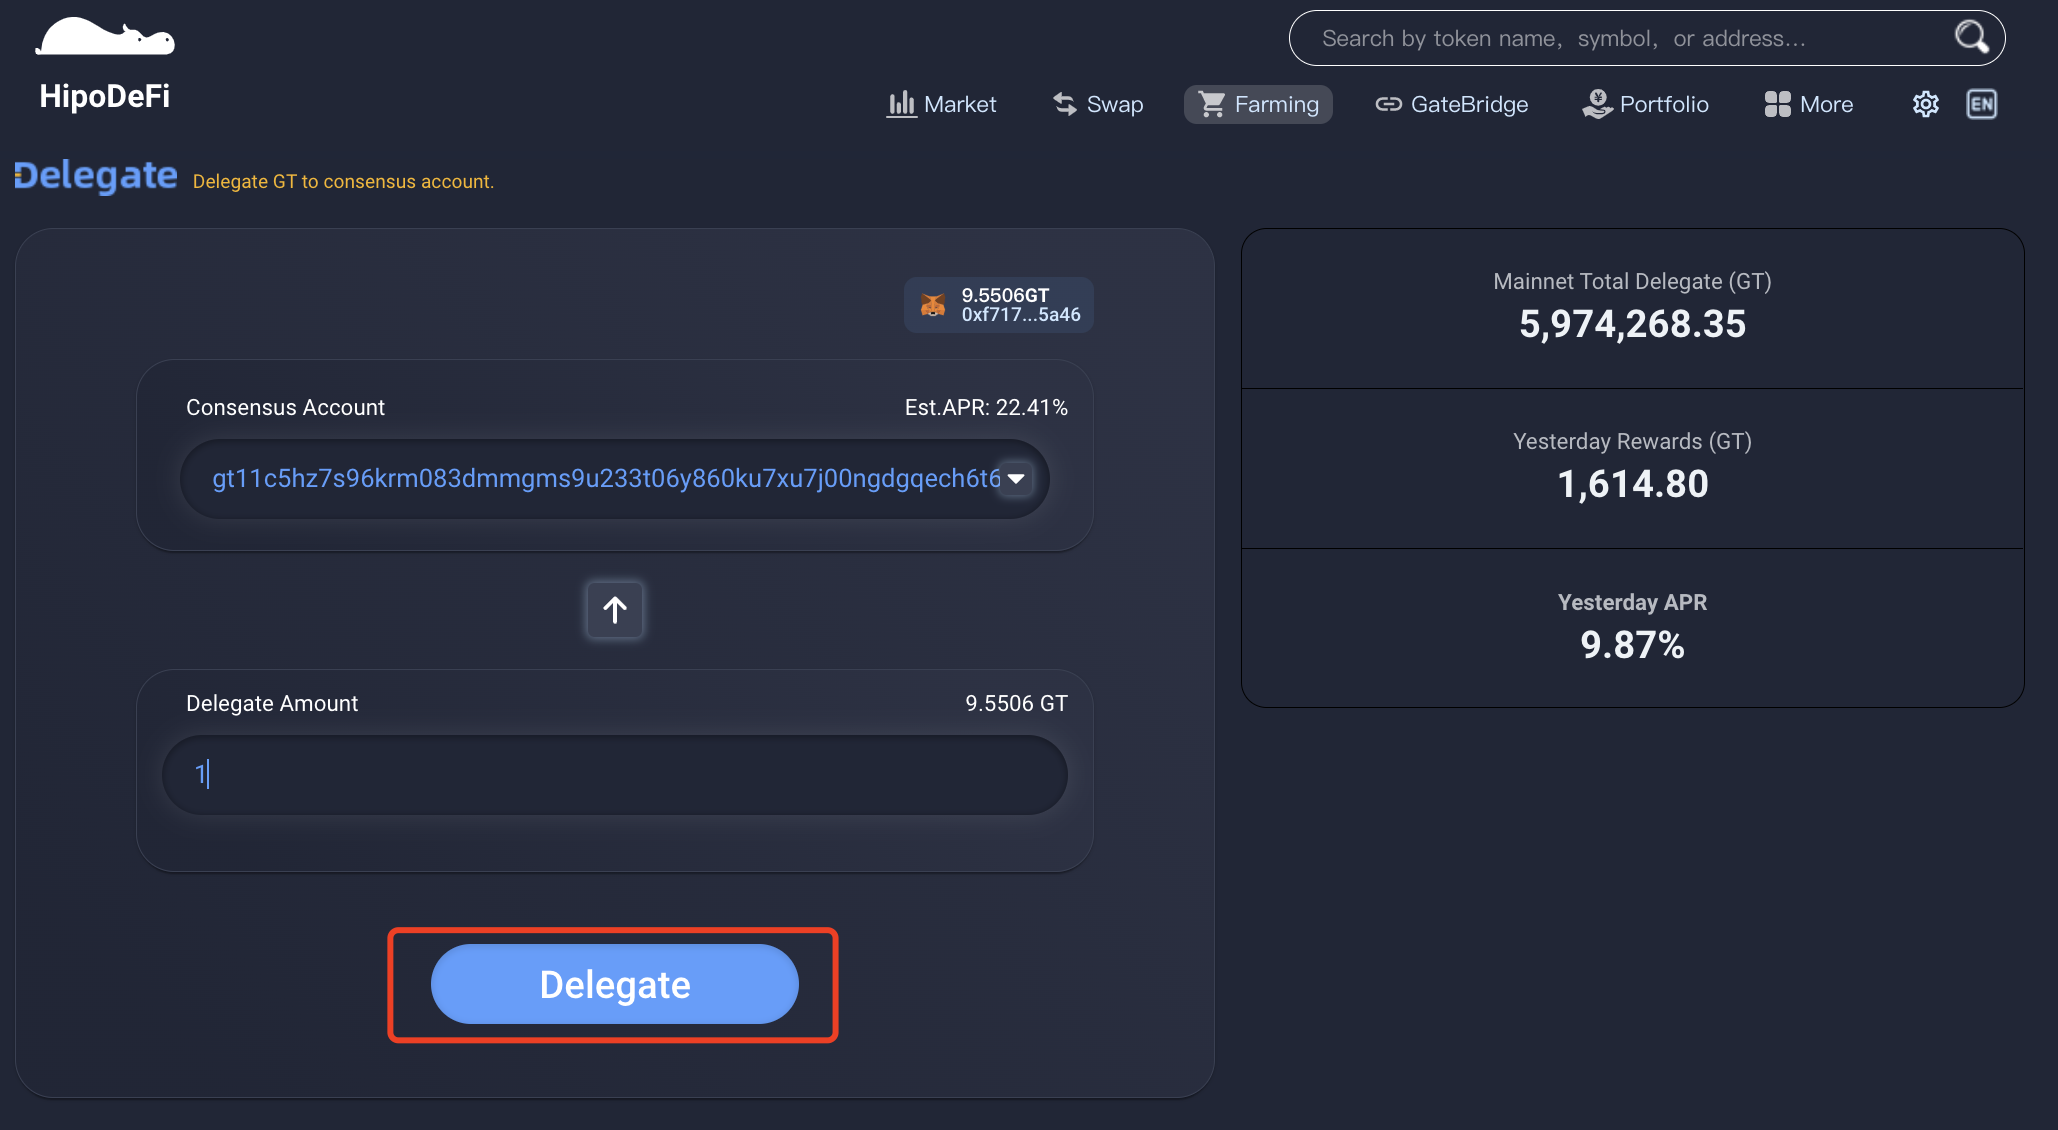 HipoDeFi
Search by token name, symbol, or address...
Market
Swap
Farming
GateBridge
Portfolio
More
EN
Delegate
Delegate GT to consensus account.
9.5506GT
0xf717...5a46
Consensus Account
Est.APR: 22.41%
gt11c5hz7s96krm083dmmgms9u233t06y860ku7xu7j00ngdgqech6t6
Delegate Amount
9.5506 GT
1
Delegate
Mainnet Total Delegate (GT)
5,974,268.35
Yesterday Rewards (GT)
1,614.80
Yesterday APR
9.87%